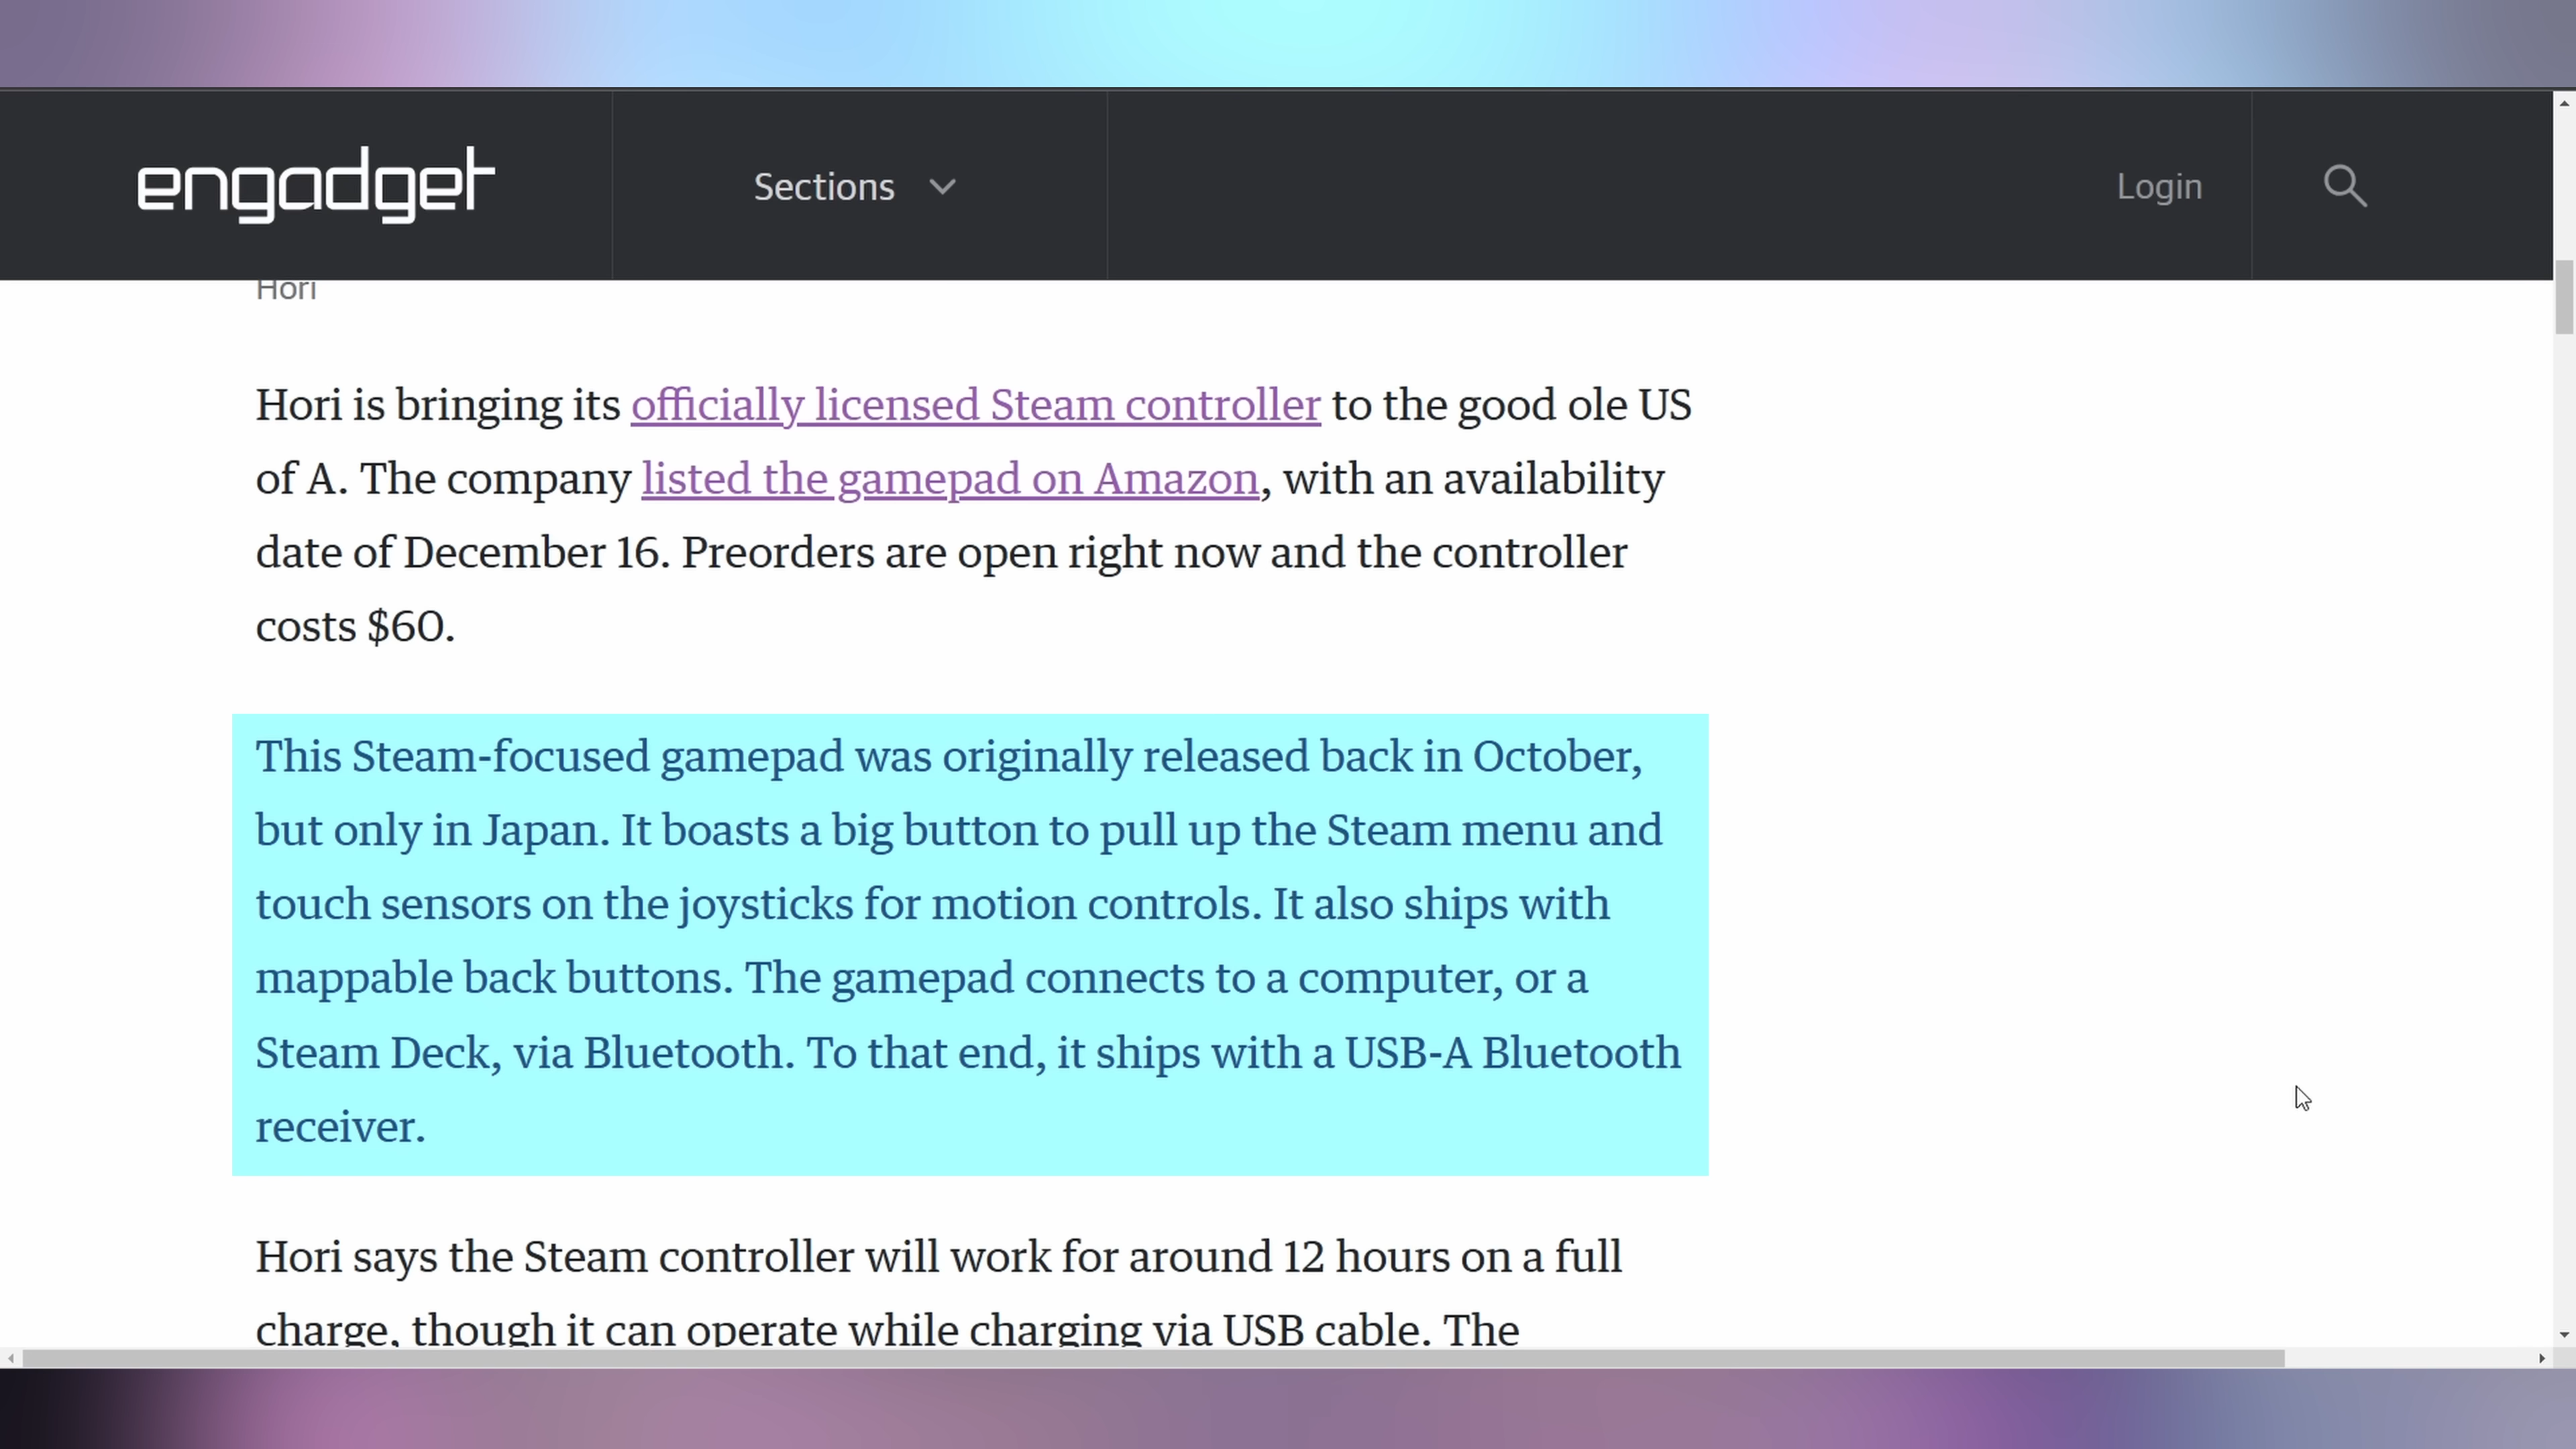 engadget
Sections
Login
Hori
Hori is bringing its officially licensed Steam controller to the good ole US
of A. The company listed the gamepad on Amazon, with an availability
date of December 16. Preorders are open right now and the controller
costs $60.
This Steam-focused gamepad was originally released back in October,
but only in Japan. It boasts a big button to pull up the Steam menu and
touch sensors on the joysticks for motion controls. It also ships with
mappable back buttons. The gamepad connects to a computer, or a
Steam Deck, via Bluetooth. To that end, it ships with a USB-A Bluetooth
receiver.
Hori says the Steam controller will work for around 12 hours on a full
charge, though it can operate while charging via USB cable. The